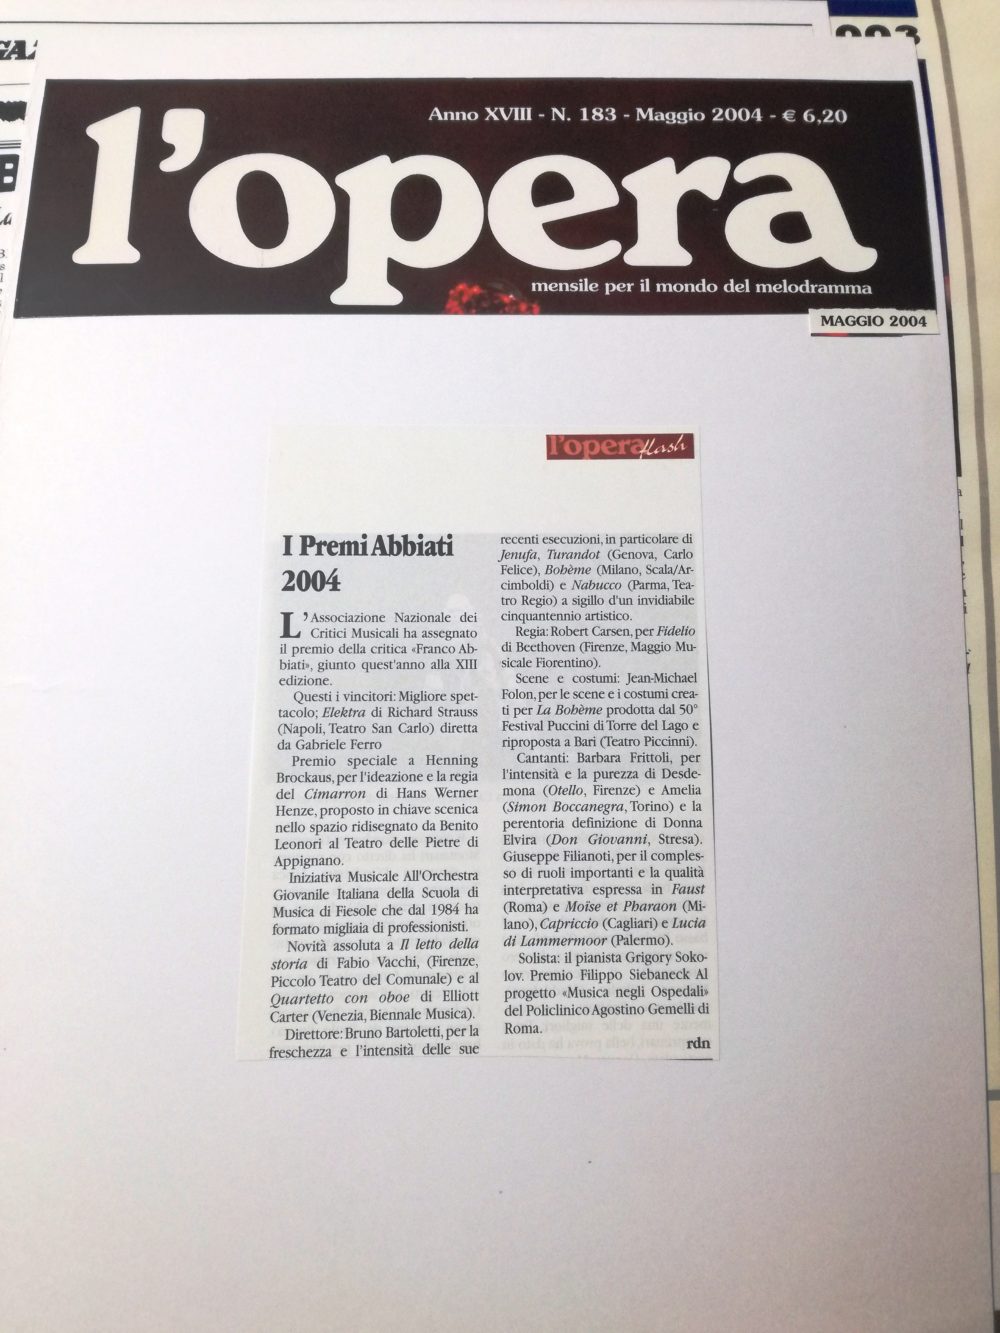 GAZ
003
l'opera
Anno XVIII - N. 183 - Maggio 2004 - € 6,20
mensile per il mondo del melodramma
MAGGIO 2004
l'opera flash
I Premi Abbiati
2004
L'Associazione Nazionale dei
Critici Musicali ha assegnato
il premio della critica «Franco Ab-
biati», giunto quest'anno alla XIII
edizione.
Questi i vincitori: Migliore spet-
tacolo; Elektra di Richard Strauss
(Napoli, Teatro San Carlo) diretta
da Gabriele Ferro
Premio speciale a Henning
Brockaus, per l'ideazione e la regia
del Cimarron di Hans Werner
Henze, proposto in chiave scenica
nello spazio ridisegnato da Benito
Leonori al Teatro delle Pietre di
Appignano.
Iniziativa Musicale All'Orchestra
Giovanile Italiana della Scuola di
Musica di Fiesole che dal 1984 ha
formato migliaia di professionisti.
Novità assoluta a Il letto della
storia di Fabio Vacchi, (Firenze,
Piccolo Teatro del Comunale) e al
Quartetto con oboe di Elliott
Carter (Venezia, Biennale Musica).
Direttore: Bruno Bartoletti, per la
freschezza e l'intensità delle sue
recenti esecuzioni, in particolare di
Jenufa, Turandot (Genova, Carlo
Felice), Bohème (Milano, Scala/Ar-
cimboldi) e Nabucco (Parma, Tea-
tro Regio) a sigillo d'un invidiabile
cinquantennio artistico.
Regia: Robert Carsen, per Fidelio
di Beethoven (Firenze, Maggio Mu-
sicale Fiorentino).
Scene e costumi: Jean-Michael
Folon, per le scene e i costumi crea-
ti per La Bohème prodotta dal 50°
Festival Puccini di Torre del Lago e
riproposta a Bari (Teatro Piccinni).
Cantanti: Barbara Frittoli, per
l'intensità e la purezza di Desde-
mona (Otello, Firenze) e Amelia
(Simon Boccanegra, Torino) e la
perentoria definizione di Donna
Elvira (Don Giovanni, Stresa).
Giuseppe Filianoti, per il comples-
so di ruoli importanti e la qualità
interpretativa espressa in Faust
(Roma) e Moïse et Pharaon (Mi-
lano), Capriccio (Cagliari) e Lucia
di Lammermoor (Palermo).
Solista: il pianista Grigory Soko-
lov. Premio Filippo Siebaneck Al
progetto «Musica negli Ospedali»
del Policlinico Agostino Gemelli di
Roma.
rdn